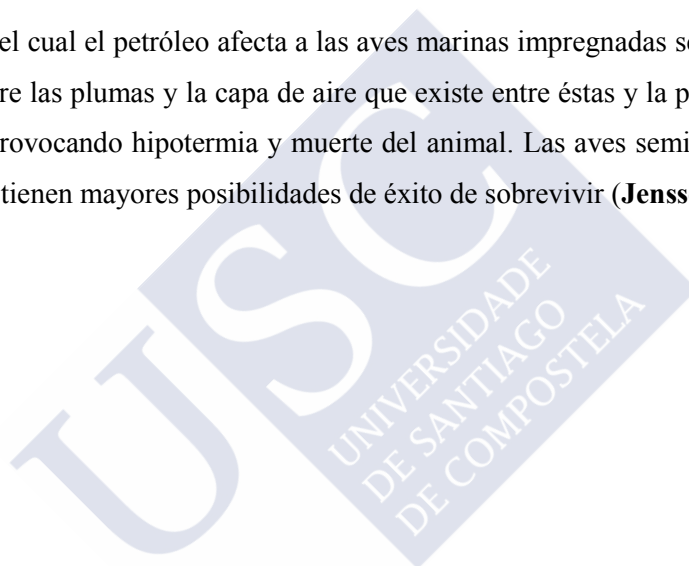 el cual el petróleo afecta a las aves marinas impregnadas
re las plumas y la capa de aire que existe entre éstas y la
rovocando hipotermia y muerte del animal. Las aves semi
tienen mayores posibilidades de éxito de sobrevivir (Jenss
USC
UNIVERSIDADE
DE SANTIAGO
DE COMPOSTELA